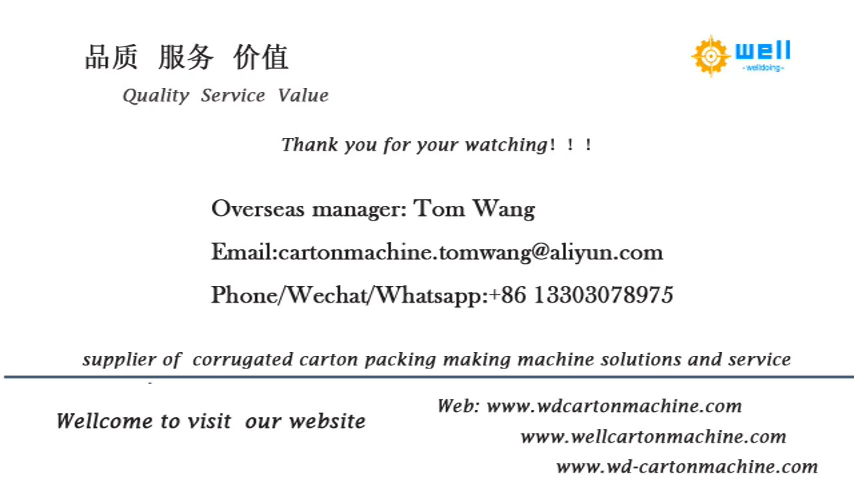 品质 服务 价值
well
-welldoing-
Quality Service Value
Thank you for your watching！！！
Overseas manager: Tom Wang
Email:cartonmachine.tomwang@aliyun.com
Phone/Wechat/Whatsapp:+86 13303078975
supplier of corrugated carton packing making machine solutions and service
Wellcome to visit our website
Web: www.wdcartonmachine.com
www.wellcartonmachine.com
www.wd-cartonmachine.com